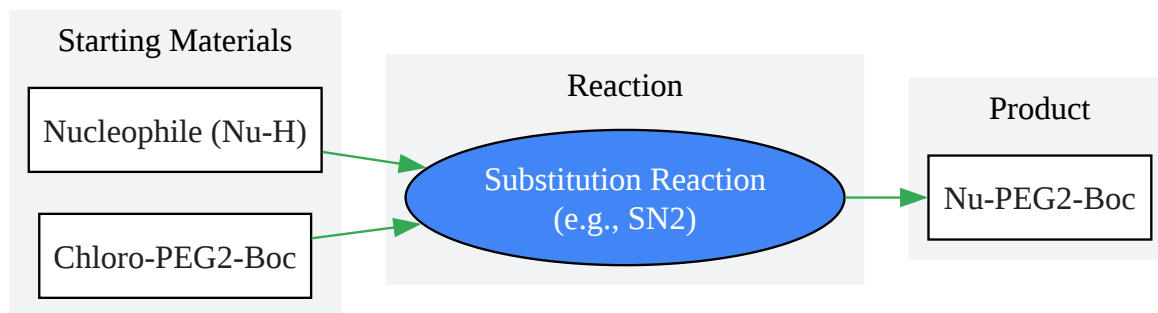 Starting Materials
Nucleophile (Nu-H)
Chloro-PEG2-Boc
Reaction
Substitution Reaction
(e.g., SN2)
Product
Nu-PEG2-Boc